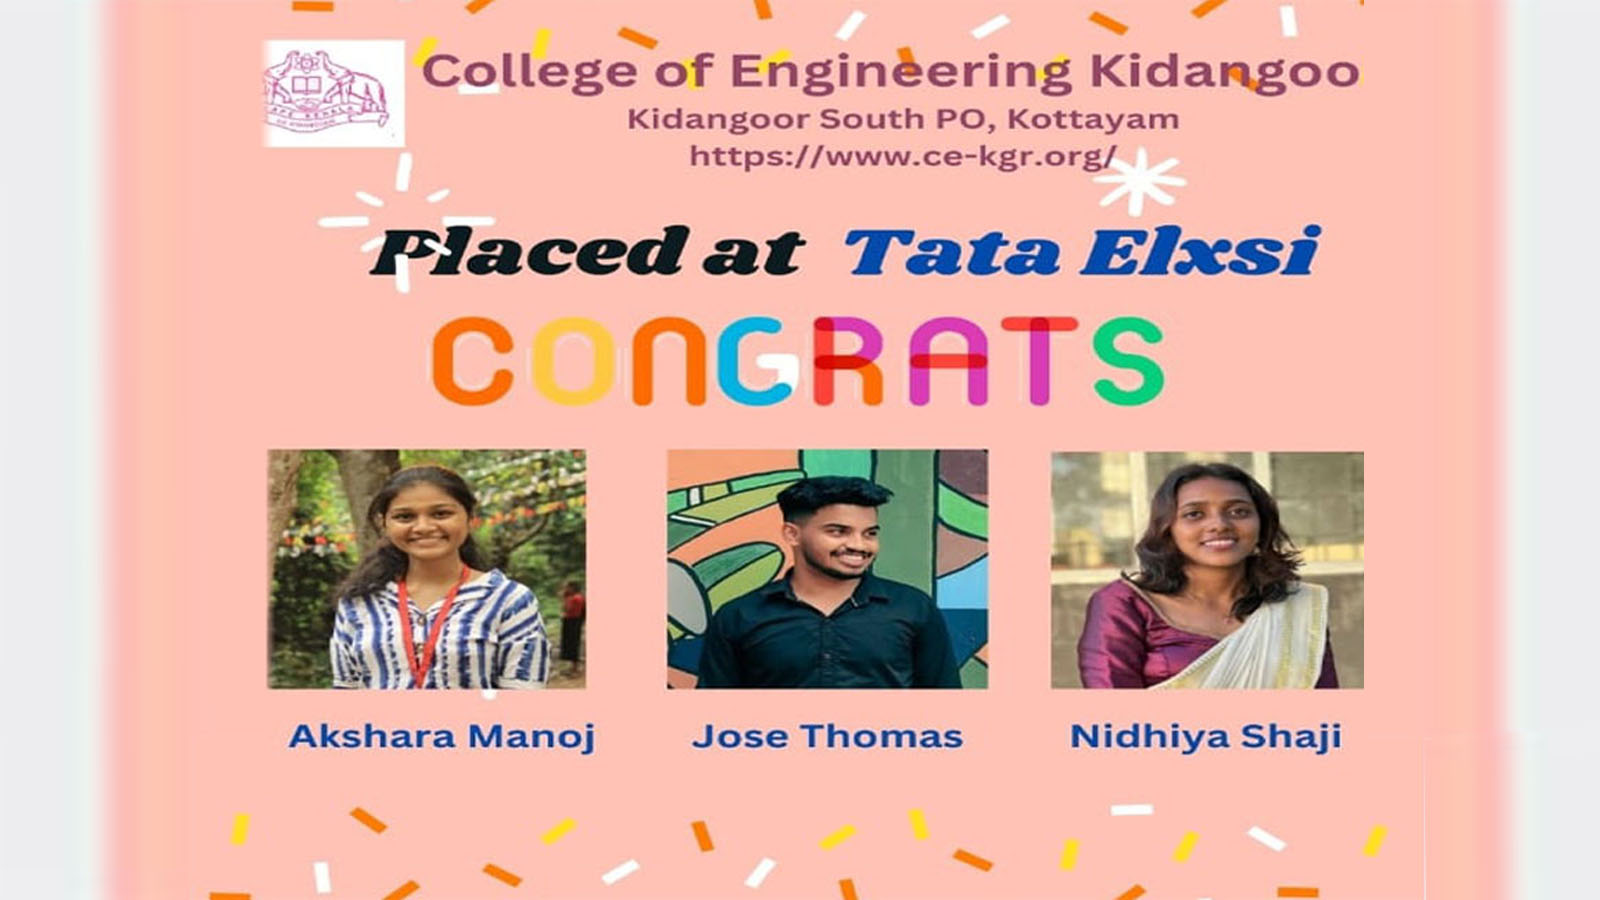 College of Engineering Kidangoo
Kidangoor South PO, Kottayam
https://www.ce-kgr.org/
Placed at Tata Elxsi
CONGRATS
Akshara Manoj
Jose Thomas
Nidhiya Shaji